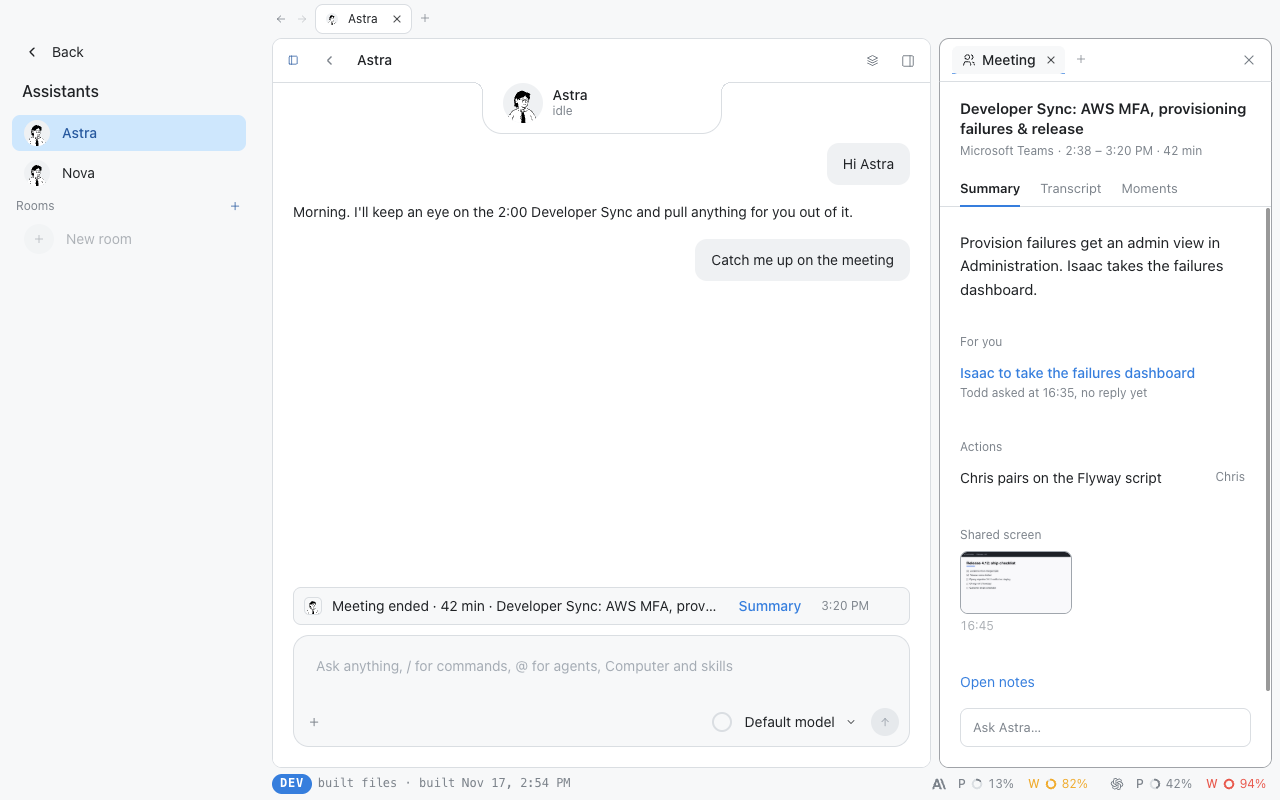 Astra
Back
Assistants
Astra
Nova
Rooms
New room
Astra
Astra
idle
Hi Astra
Morning. I'll keep an eye on the 2:00 Developer Sync and pull anything for you out of it.
Catch me up on the meeting
Meeting ended · 42 min · Developer Sync: AWS MFA, prov... Summary 3:20 PM
Ask anything, / for commands, @ for agents, Computer and skills
Default model
Meeting
Developer Sync: AWS MFA, provisioning
failures & release
Microsoft Teams · 2:38 – 3:20 PM · 42 min
Summary Transcript Moments
Provision failures get an admin view in
Administration. Isaac takes the failures
dashboard.
For you
Isaac to take the failures dashboard
Todd asked at 16:35, no reply yet
Actions
Chris pairs on the Flyway script Chris
Shared screen
Release 4.12: ship checklist
16:45
Open notes
Ask Astra...
DEV built files · built Nov 17, 2:54 PM
P 13% W 82% P 42% W 94%